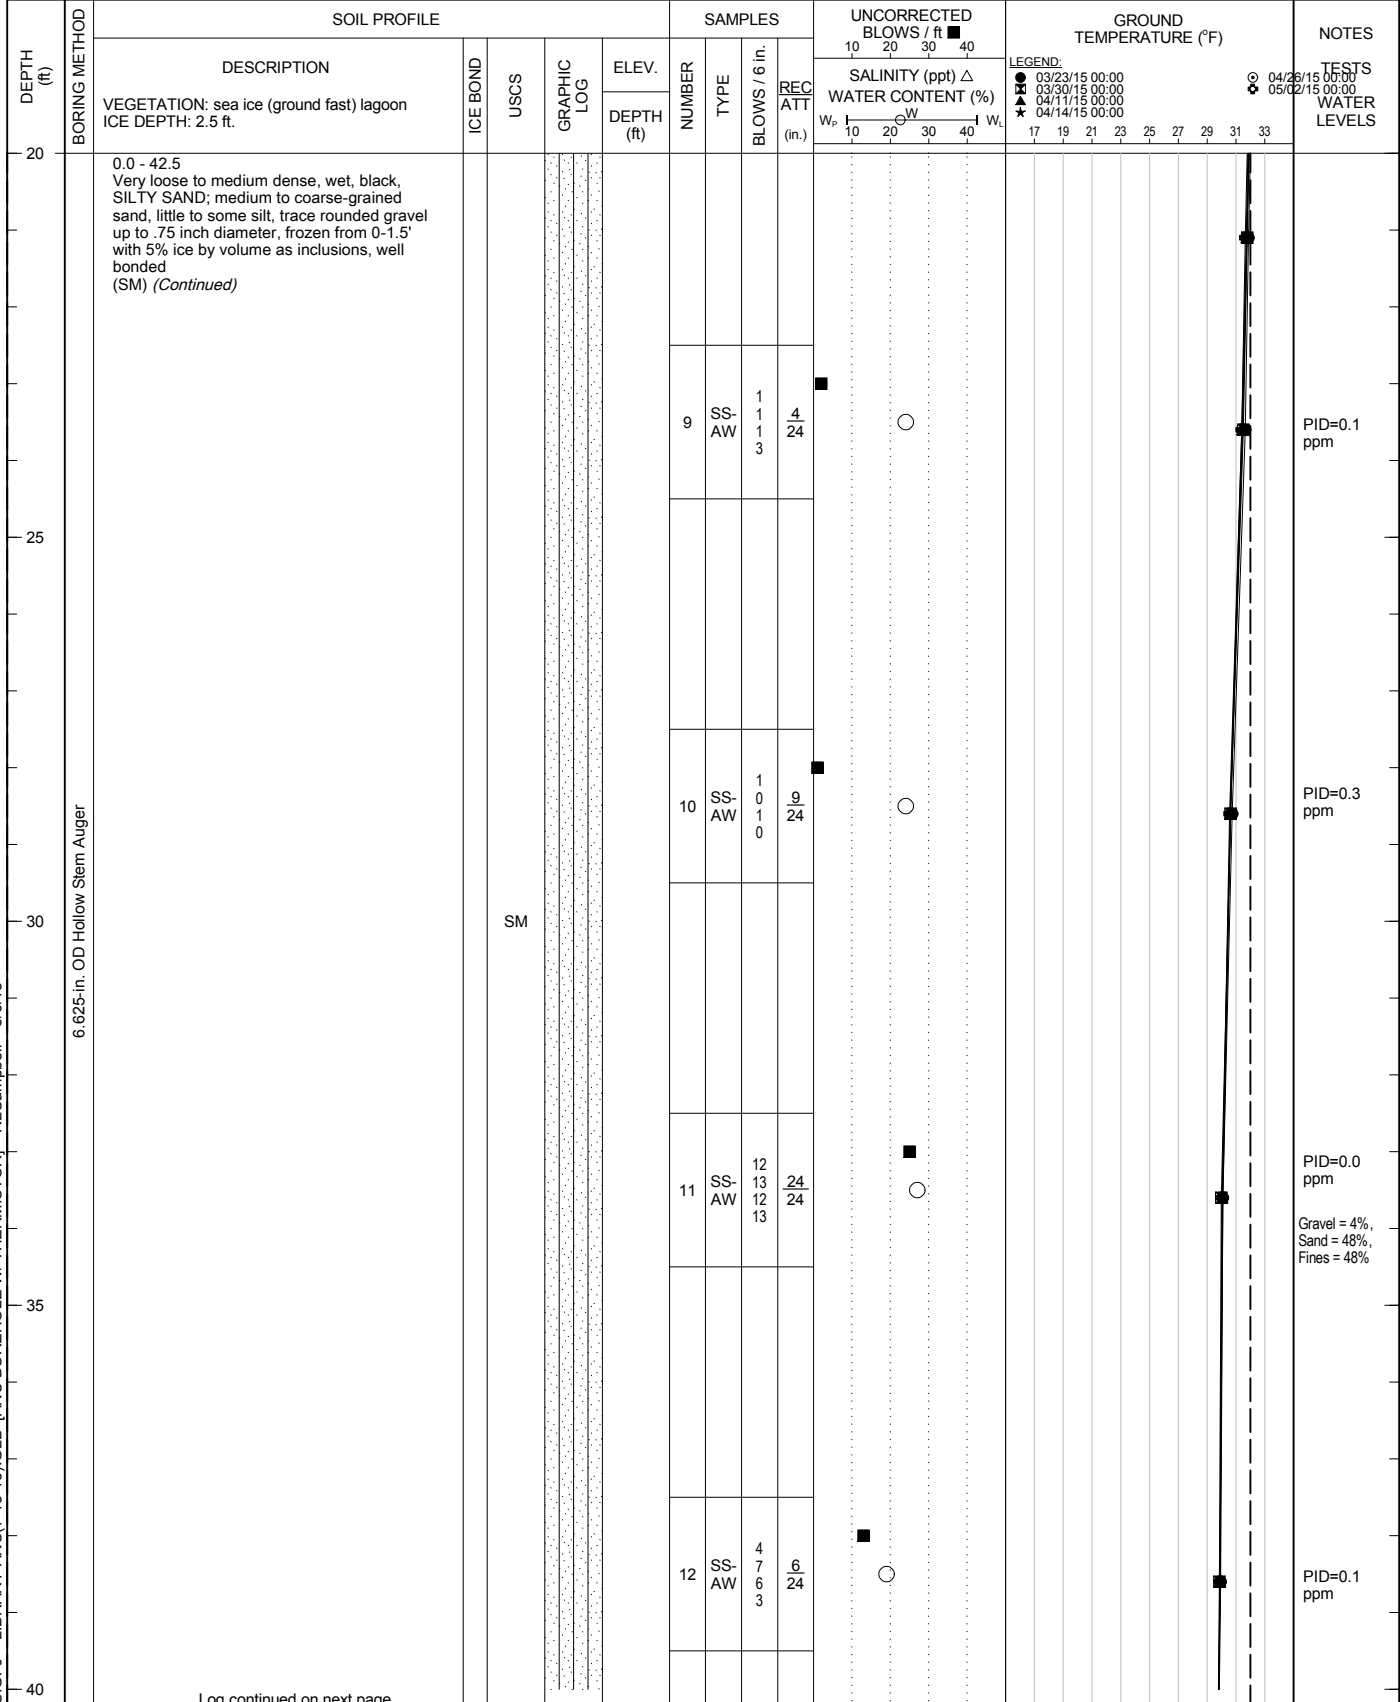 SOIL PROFILE
SAMPLES
UNCORRECTED
BLOWS / ft ■
10 20 30 40
GROUND
TEMPERATURE (°F)
NOTES
TESTS
WATER
LEVELS
DEPTH
(ft)
BORING METHOD
DESCRIPTION
VEGETATION: sea ice (ground fast) lagoon
ICE DEPTH: 2.5 ft.
ICE BOND
USCS
GRAPHIC
LOG
ELEV.
DEPTH
(ft)
NUMBER
TYPE
BLOWS / 6 in.
REC
ATT
(in.)
SALINITY (ppt) △
WATER CONTENT (%)
Wₚ W W_L
10 20 30 40
LEGEND:
● 03/23/15 00:00
03/30/15 00:00
▲ 04/11/15 00:00
★ 04/14/15 00:00
⊙ 04/26/15 00:00
05/02/15 00:00
17 19 21 23 25 27 29 31 33
20
0.0 - 42.5
Very loose to medium dense, wet, black,
SILTY SAND; medium to coarse-grained
sand, little to some silt, trace rounded gravel
up to .75 inch diameter, frozen from 0-1.5'
with 5% ice by volume as inclusions, well
bonded
(SM) (Continued)
9
SS-
AW
1
1
1
3
4
24
PID=0.1
ppm
25
10
SS-
AW
1
0
1
0
9
24
PID=0.3
ppm
6.625-in. OD Hollow Stem Auger
30
SM
11
SS-
AW
12
13
12
13
24
24
PID=0.0
ppm
Gravel = 4%,
Sand = 48%,
Fines = 48%
35
12
SS-
AW
4
7
6
3
6
24
PID=0.1
ppm
40
Log continued on next page